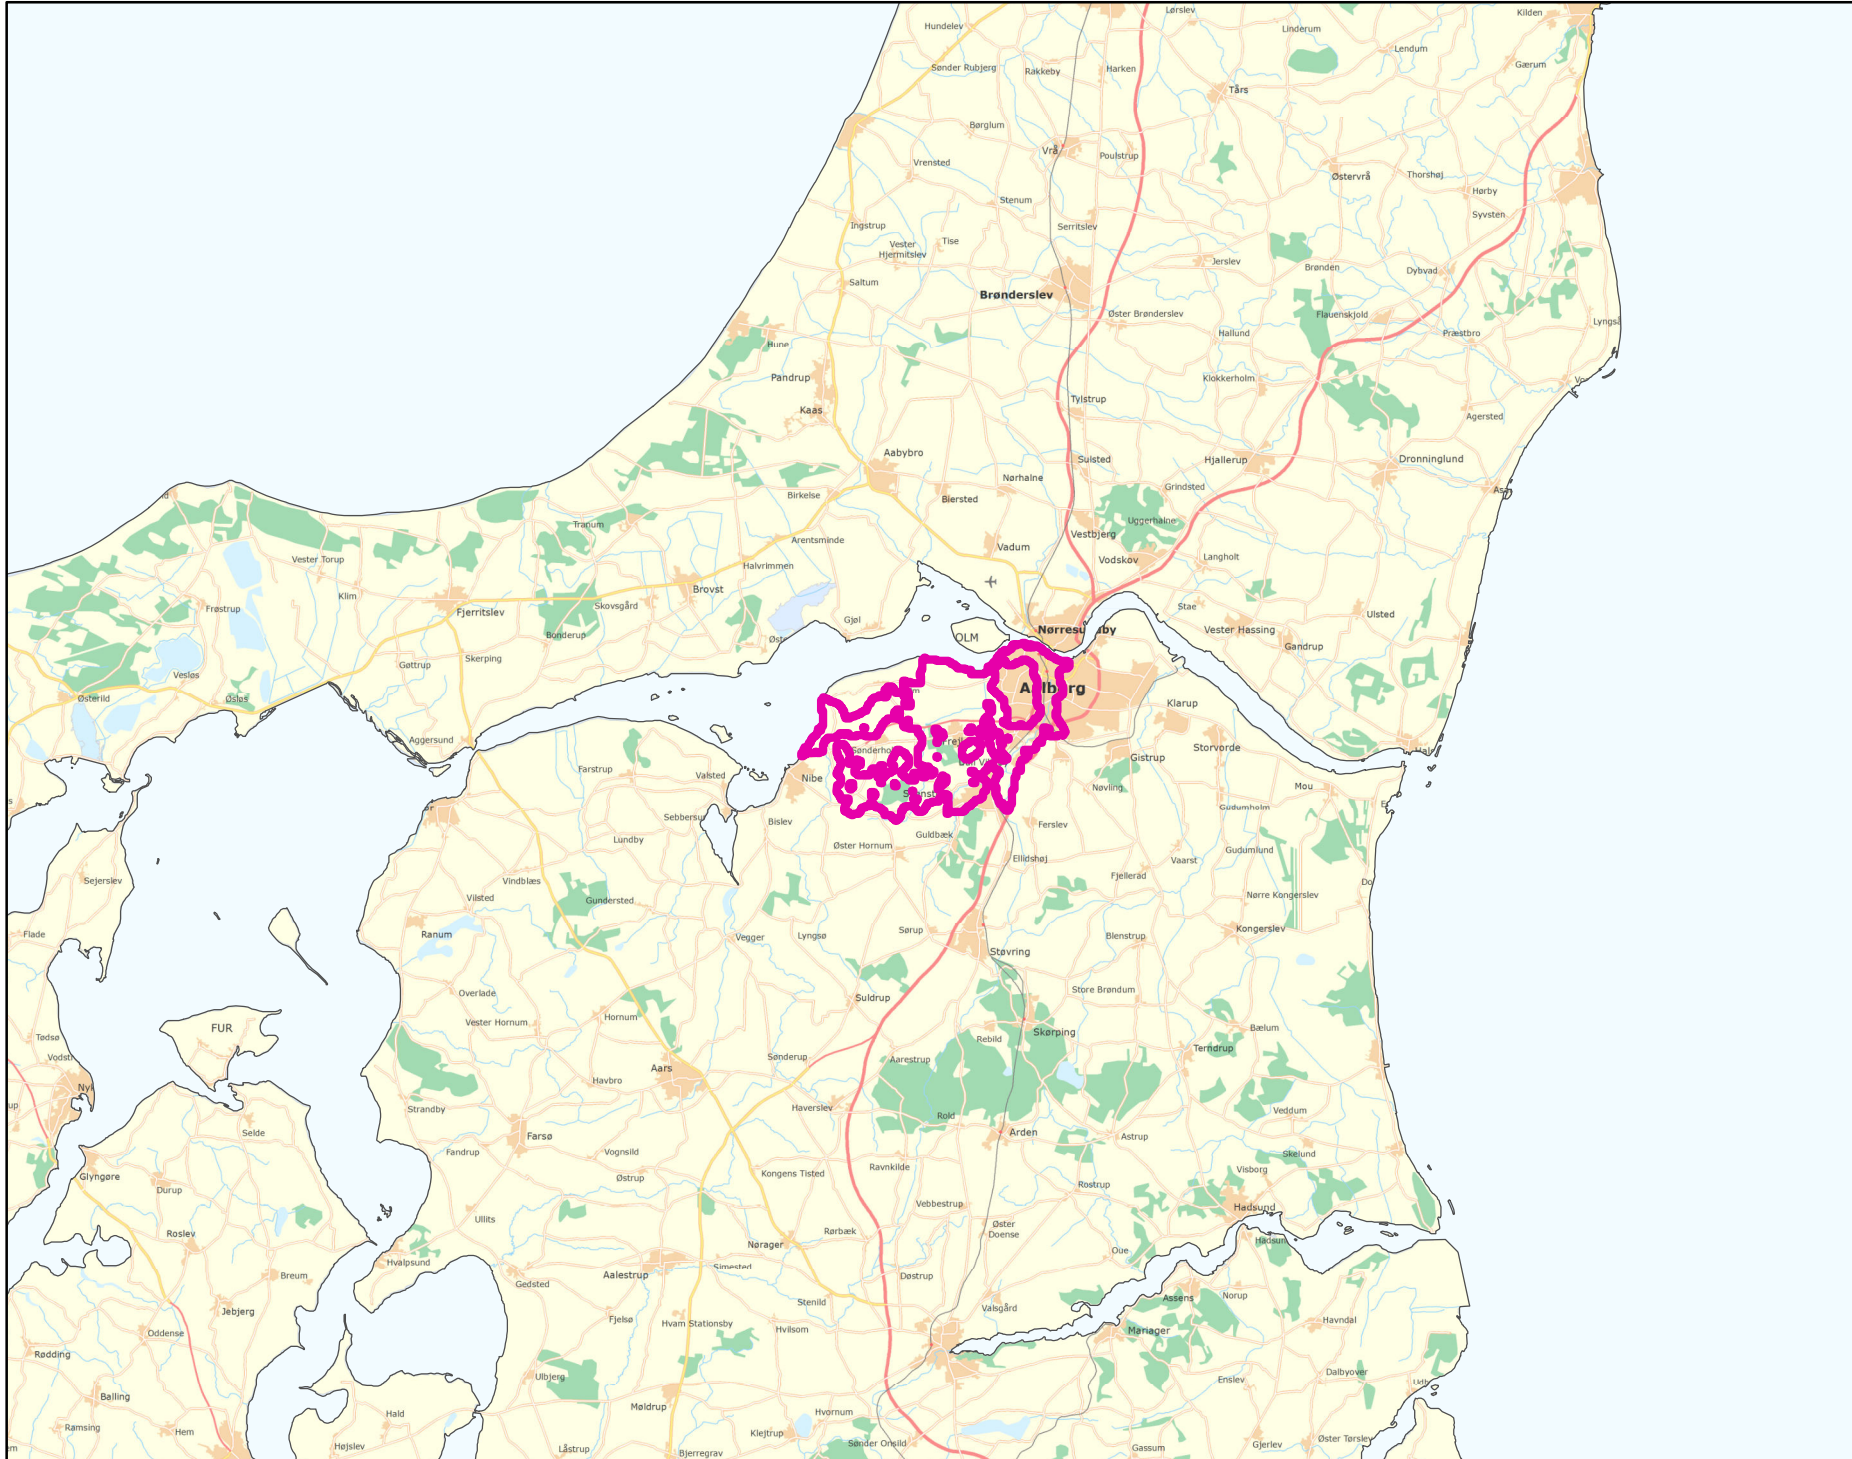 Lørslev
Kilden
Hundelev
Linderum
Lendum
Gærum
Sønder Rubjerg
Rakkeby
Harken
Tårs
Børglum
Vrå
Poulstrup
Vrensted
Østervrå
Thorshøj
Hørby
Stenum
Syvsten
Ingstrup
Serritslev
Vester
Hjermitslev
Tise
Jerslev
Brønden
Dybvad
Saltum
Brønderslev
Øster Brønderslev
Flauenskjold
Lyngså
Hallund
Præstbro
Hune
Pandrup
Klokkerholm
Kaas
Tylstrup
Agersted
Aabybro
Sulsted
Hjallerup
Dronninglund
Nørhalne
Grindsted
Birkelse
Biersted
Tranum
Uggerhalne
Arentsminde
Vestbjerg
Vadum
Vester Torup
Vodskov
Langholt
Halvrimmen
Klim
Brovst
Frøstrup
Fjerritslev
Skovsgård
Stae
Ulsted
Gjøl
Bonderup
OLM
Vester Hassing
Gandrup
Gøttrup
Skerping
Vesløs
Østerild
Øsløs
Klarup
Aggersund
Storvorde
Gistrup
Farstrup
Valsted
Nibe
Nøvling
Mou
Gudumholm
Bislev
Ferslev
Guldbæk
Lundby
Øster Hornum
Ellidshøj
Vaarst
Gudumlund
Sejerslev
Vindblæs
Fjellerad
Vilsted
Gundersted
Nørre Kongerslev
Flade
Ranum
Vegger
Lyngsø
Sørup
Blenstrup
Kongerslev
Støvring
Overlade
Suldrup
Store Brøndum
Vester Hornum
Hornum
FUR
Tødsø
Skørping
Bælum
Rebild
Sønderup
Aarestrup
Terndrup
Aars
Havbro
Strandby
Haverslev
Rold
Veddum
Selde
Farsø
Arden
Astrup
Fandrup
Vognsild
Skelund
Glyngøre
Østrup
Kongens Tisted
Ravnkilde
Visborg
Durup
Rostrup
Ullits
Vebbestrup
Hadsund
Roslev
Rørbæk
Øster
Doense
Nørager
Oue
Hvalpsund
Simested
Breum
Gedsted
Aalestrup
Døstrup
Stenild
Assens
Norup
Jebjerg
Fjelsø
Hvam Stationsby
Valsgård
Hvilsom
Mariager
Havndal
Oddense
Rødding
Ulbjerg
Enslev
Dalbyover
Balling
Møldrup
Hald
Hvornum
Ramsing
Hem
Klejtrup
Højslev
Låstrup
Bjerregrav
Sønder Onsild
Gassum
Gjerlev
Øster Tørslev